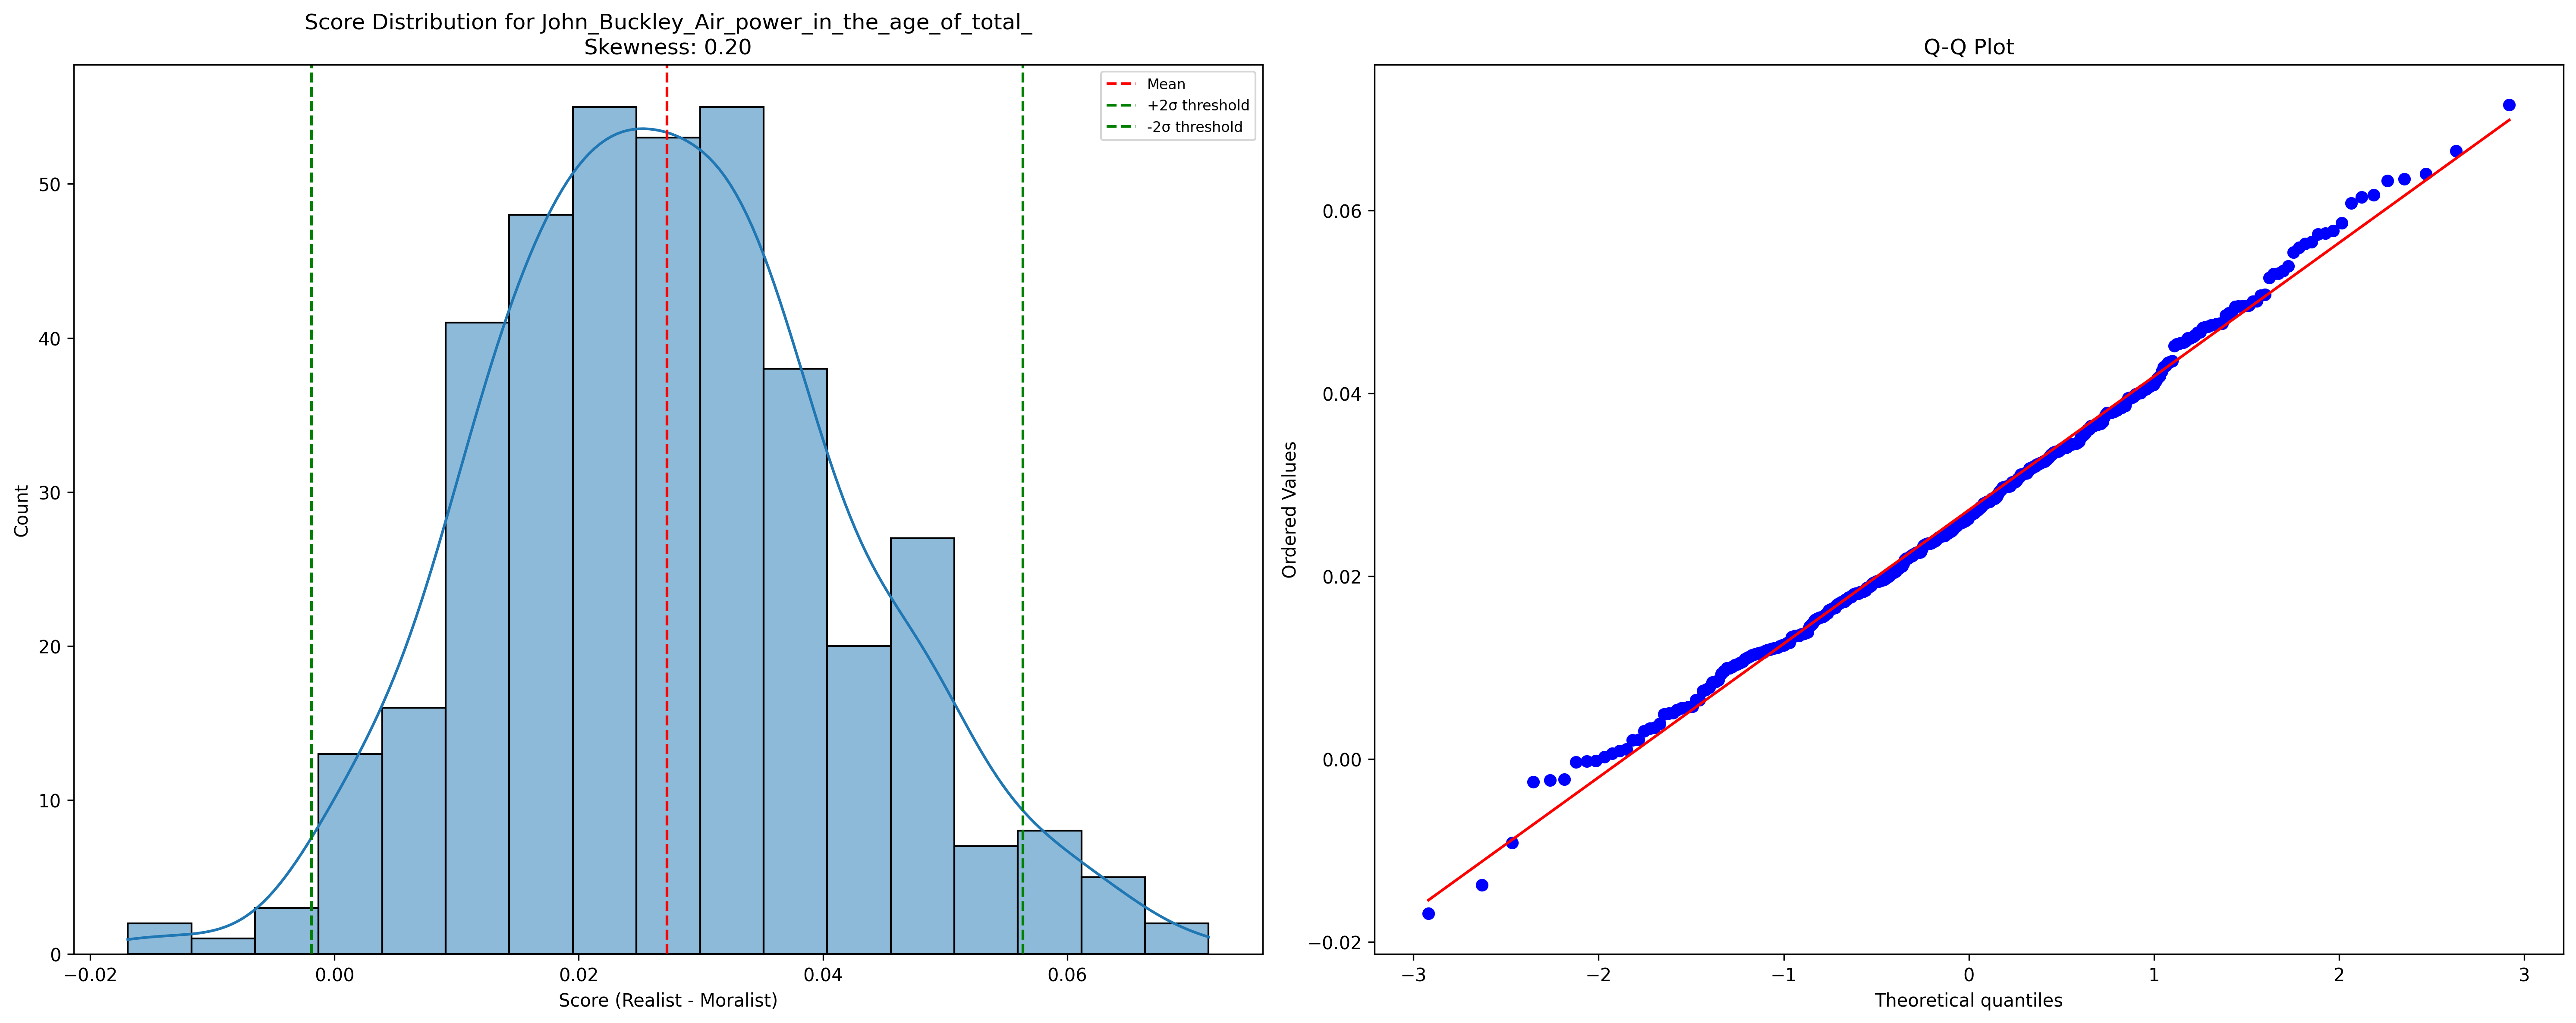 Score Distribution for John_Buckley_Air_power_in_the_age_of_total_
Skewness: 0.20
Mean
+2σ threshold
-2σ threshold
Count
50
40
30
20
10
0
−0.02
0.00
0.02
0.04
0.06
Score (Realist - Moralist)
Q-Q Plot
Ordered Values
0.06
0.04
0.02
0.00
−0.02
−3
−2
−1
0
1
2
3
Theoretical quantiles